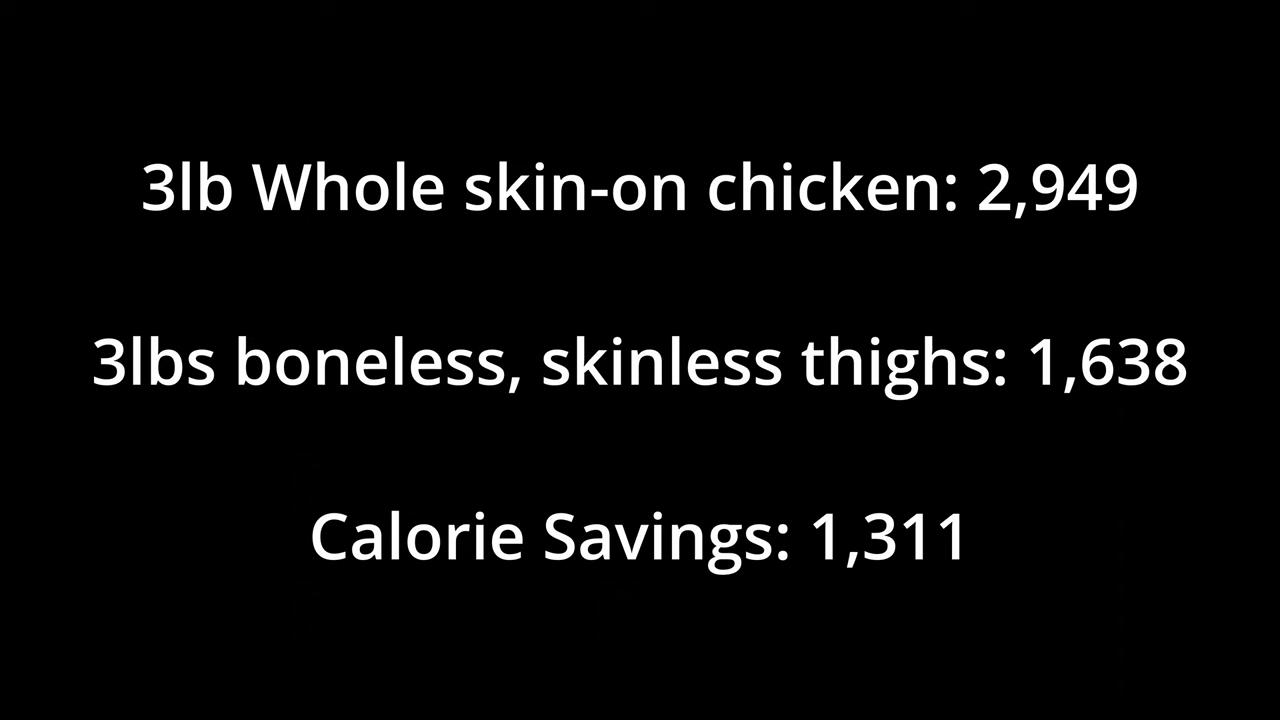 3lb Whole skin-on chicken: 2,949
3lbs boneless, skinless thighs: 1,638
Calorie Savings: 1,311